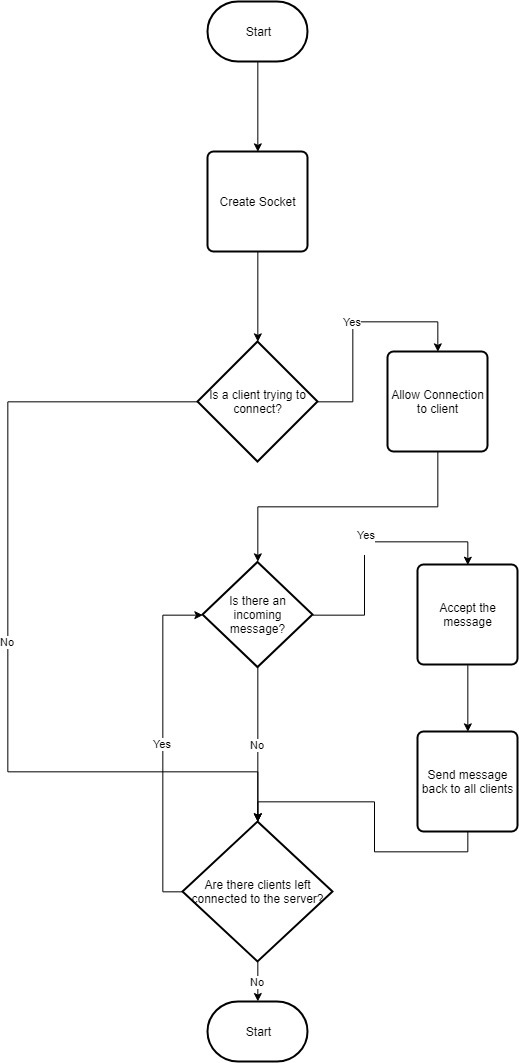 Start
Create Socket
Yes
Is a client trying to
connect?
Allow Connection
to client
Yes
Is there an
incoming
message?
Accept the
message
No
Yes
No
Send message
back to all clients
Are there clients left
connected to the server?
No
Start